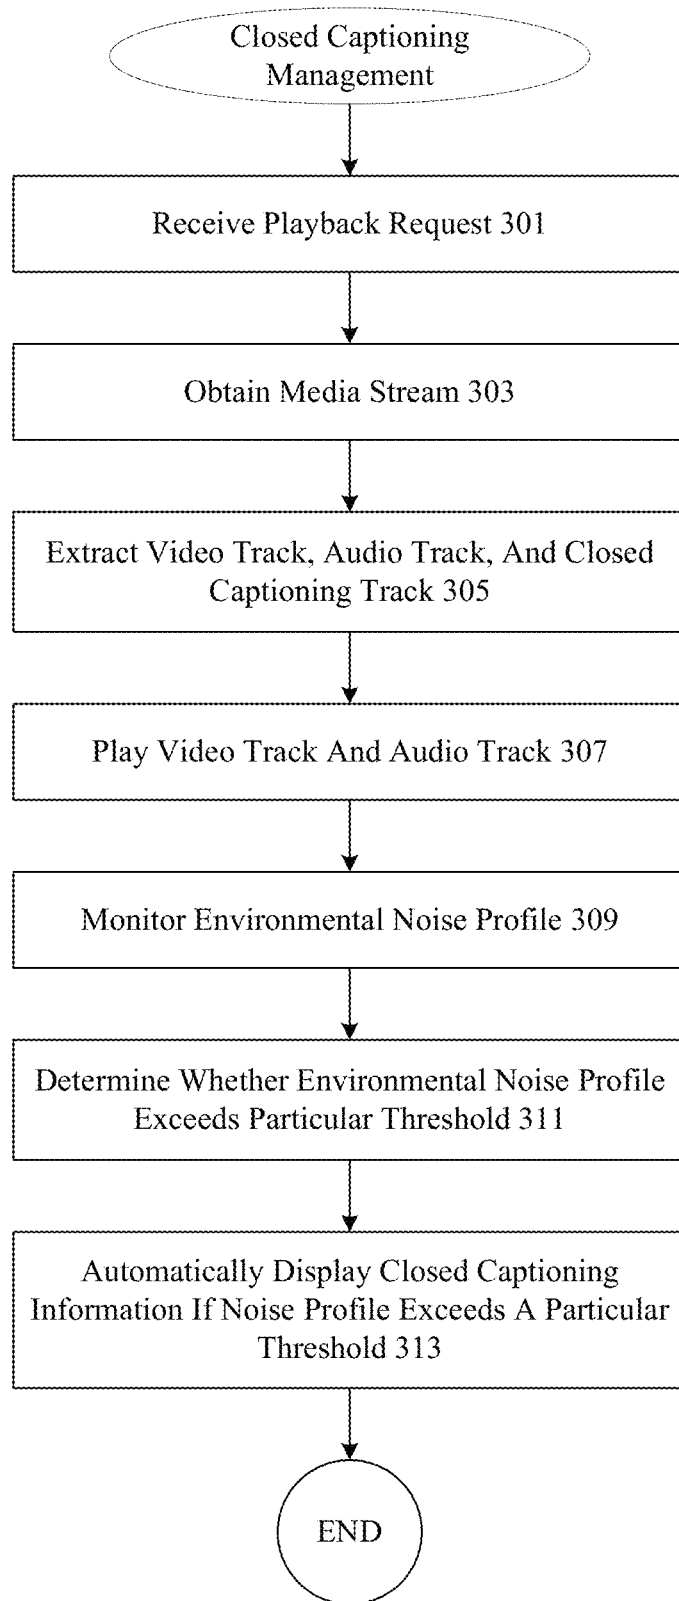 Closed Captioning
Management
Receive Playback Request 301
Obtain Media Stream 303
Extract Video Track, Audio Track, And Closed
Captioning Track 305
Play Video Track And Audio Track 307
Monitor Environmental Noise Profile 309
Determine Whether Environmental Noise Profile
Exceeds Particular Threshold 311
Automatically Display Closed Captioning
Information If Noise Profile Exceeds A Particular
Threshold 313
END